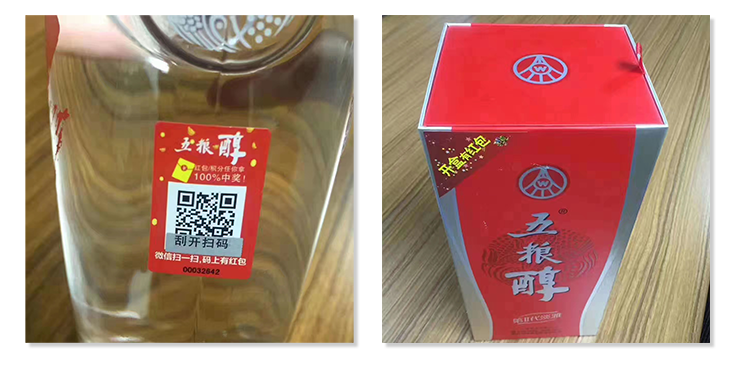 五粮醇
红包/积分任你拿
100%中奖!
刮开扫码
微信扫一扫,码上有红包
00032842
W
开盒有红包
W
五粮醇®